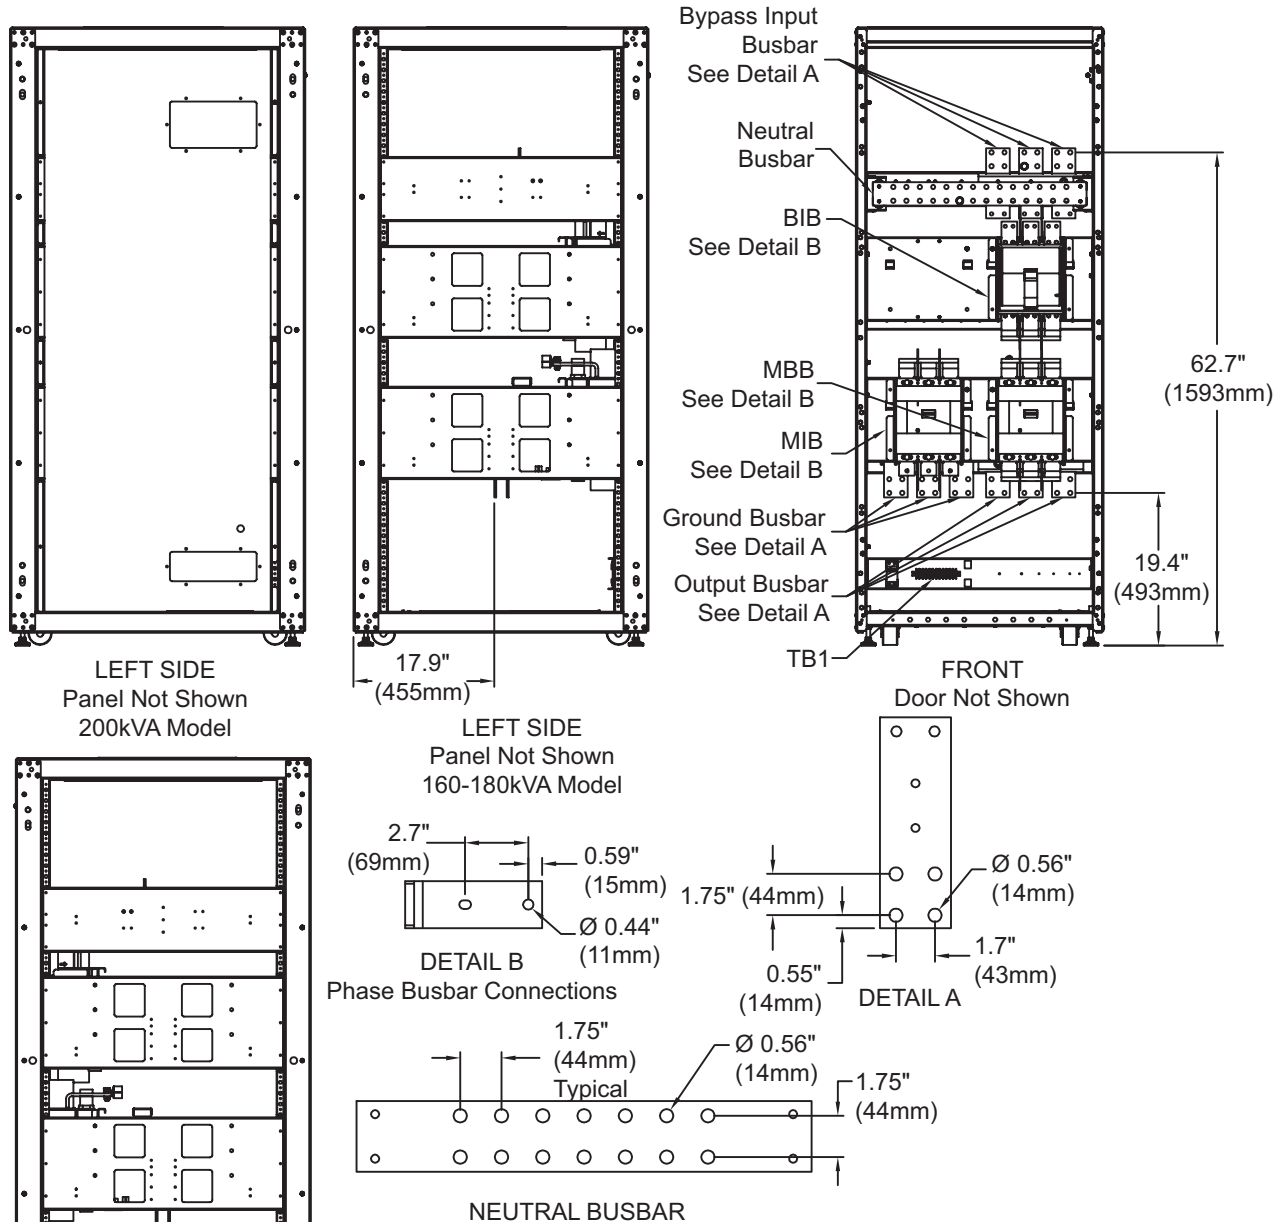 Bypass Input
Busbar
See Detail A
Neutral
Busbar
BIB
See Detail B
MBB
See Detail B
MIB
See Detail B
Ground Busbar
See Detail A
Output Busbar
See Detail A
TB1
62.7"
(1593mm)
19.4"
(493mm)
FRONT
Door Not Shown
LEFT SIDE
Panel Not Shown
200kVA Model
17.9"
(455mm)
LEFT SIDE
Panel Not Shown
160-180kVA Model
2.7"
(69mm)
0.59"
(15mm)
Ø 0.44"
(11mm)
DETAIL B
Phase Busbar Connections
1.75" (44mm)
Ø 0.56"
(14mm)
0.55"
(14mm)
1.7"
(43mm)
DETAIL A
1.75"
(44mm)
Typical
Ø 0.56"
(14mm)
1.75"
(44mm)
NEUTRAL BUSBAR